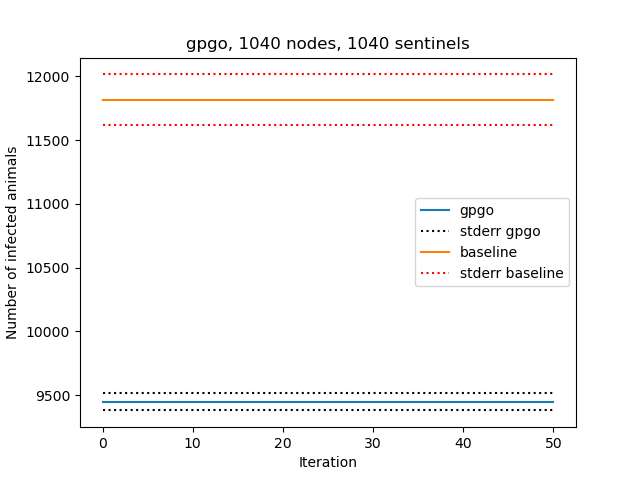 gpgo, 1040 nodes, 1040 sentinels
12000
11500
11000
10500
10000
9500
Number of infected animals
gpgo
stderr gpgo
baseline
stderr baseline
0 10 20 30 40 50
Iteration